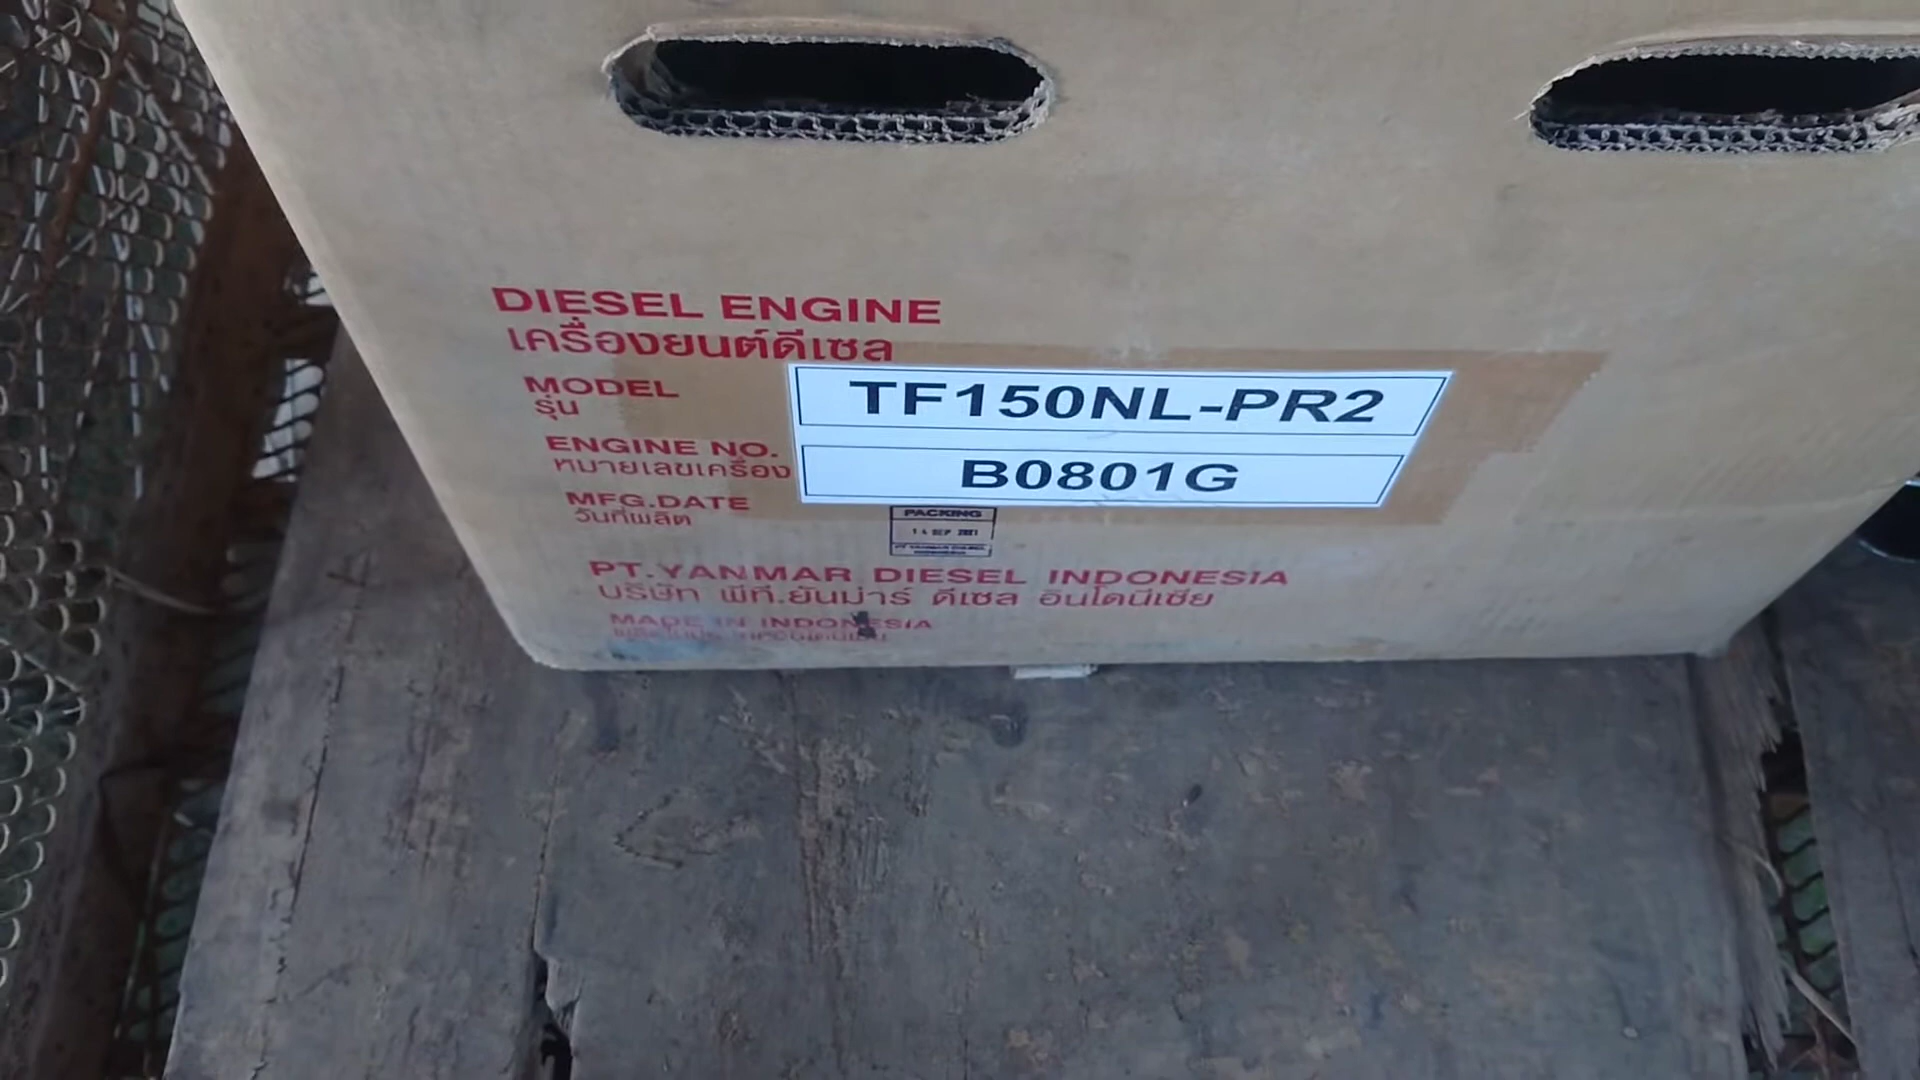 DIESEL ENGINE
เครื่องยนต์ดีเซล
MODEL
รุ่น
TF150NL-PR2
ENGINE NO.
หมายเลขเครื่อง
B0801G
MFG.DATE
วันที่ผลิต
PACKING
14 SEP
PT.YANMAR DIESEL INDONESIA
บริษัท พีที.ยันม่าร์ ดีเซล อินโดนีเซีย
MADE IN INDONESIA